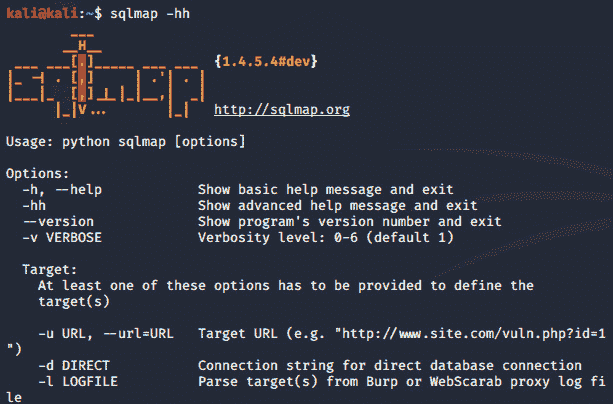 kali@kali:~$ sqlmap -hh
{1.4.5.4#dev}
http://sqlmap.org
Usage: python sqlmap [options]
Options:
-h, --help Show basic help message and exit
-hh Show advanced help message and exit
--version Show program's version number and exit
-v VERBOSE Verbosity level: 0-6 (default 1)
Target:
At least one of these options has to be provided to define the
target(s)
-u URL, --url=URL Target URL (e.g. "http://www.site.com/vuln.php?id=1
")
-d DIRECT Connection string for direct database connection
-l LOGFILE Parse target(s) from Burp or WebScarab proxy log fi
le